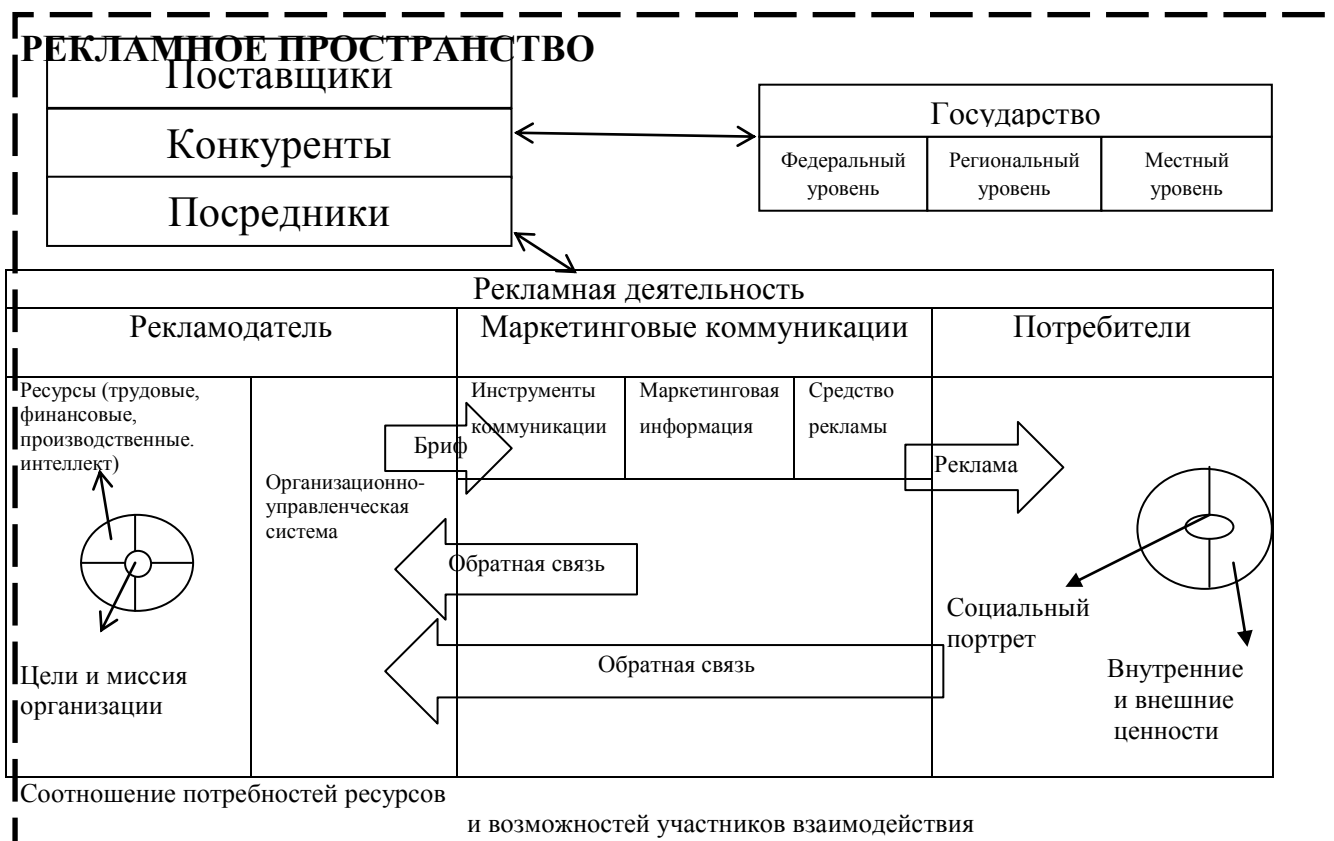 РЕКЛАМНОЕ ПРОСТРАНСТВО
Поставщики
Конкуренты
Посредники
Государство
Федеральный
уровень
Региональный
уровень
Местный
уровень
Рекламная деятельность
Рекламодатель
Маркетинговые коммуникации
Потребители
Ресурсы (трудовые,
финансовые,
производственные.
интеллект)
Организационно-
управленческая
система
Цели и миссия
организации
Бриф
Инструменты
коммуникации
Маркетинговая
информация
Средство
рекламы
Реклама
Обратная связь
Обратная связь
Социальный
портрет
Внутренние
и внешние
ценности
Соотношение потребностей ресурсов
и возможностей участников взаимодействия